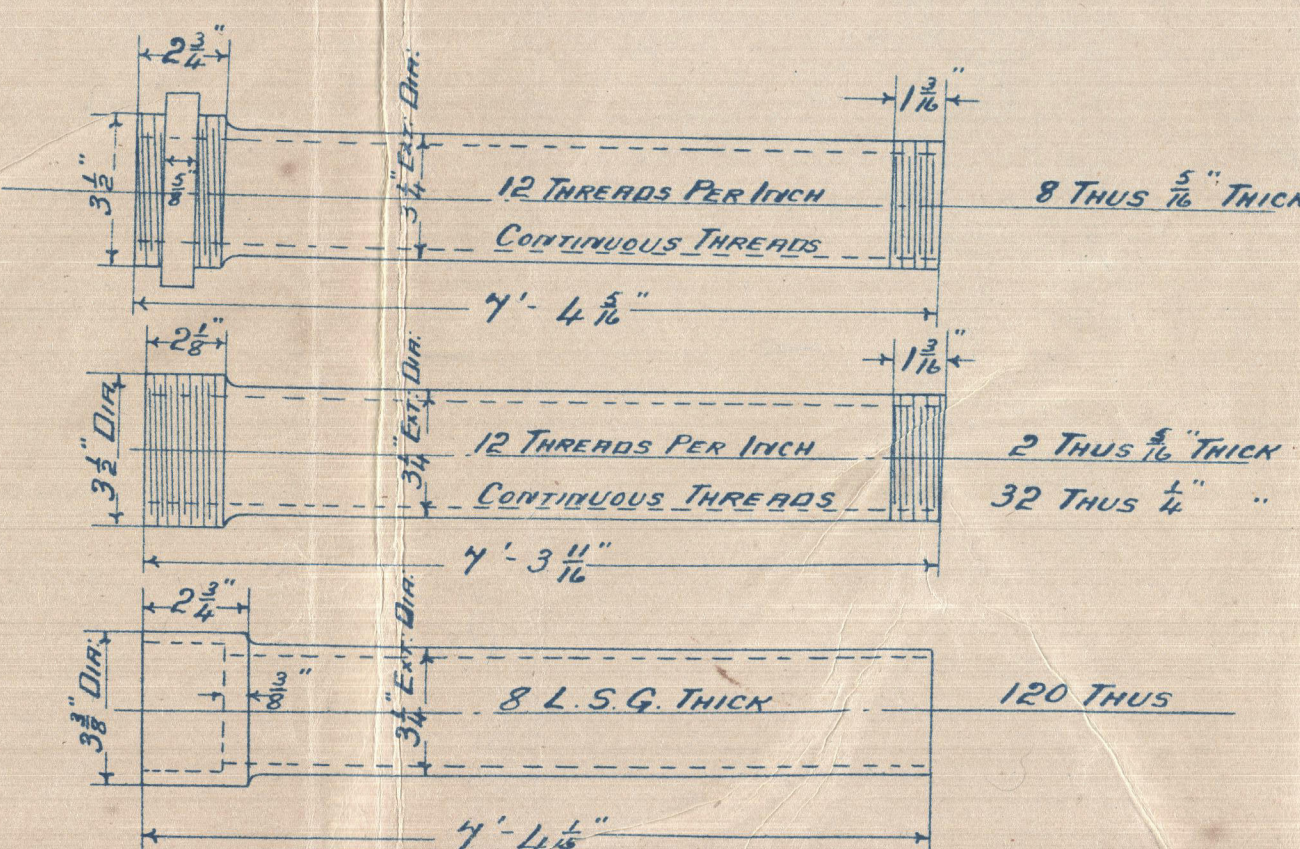 2 3/4"
1 3/16"
3 1/2"
5/8"
3 1/4" EXT: DIA:
12 THREADS PER INCH
CONTINUOUS THREADS
8 THUS 5/16" THICK
7'- 4 5/16"
2 1/8"
1 3/16"
3 1/2" DIA.
3 1/4" EXT: DIA:
12 THREADS PER INCH
CONTINUOUS THREADS
2 THUS 5/16" THICK
32 THUS 1/4" "
7'- 3 11/16"
2 3/4"
3 3/8" DIA:
3/8"
3 1/4" EXT: DIA:
8 L.S.G. THICK
120 THUS
7'- 4 "